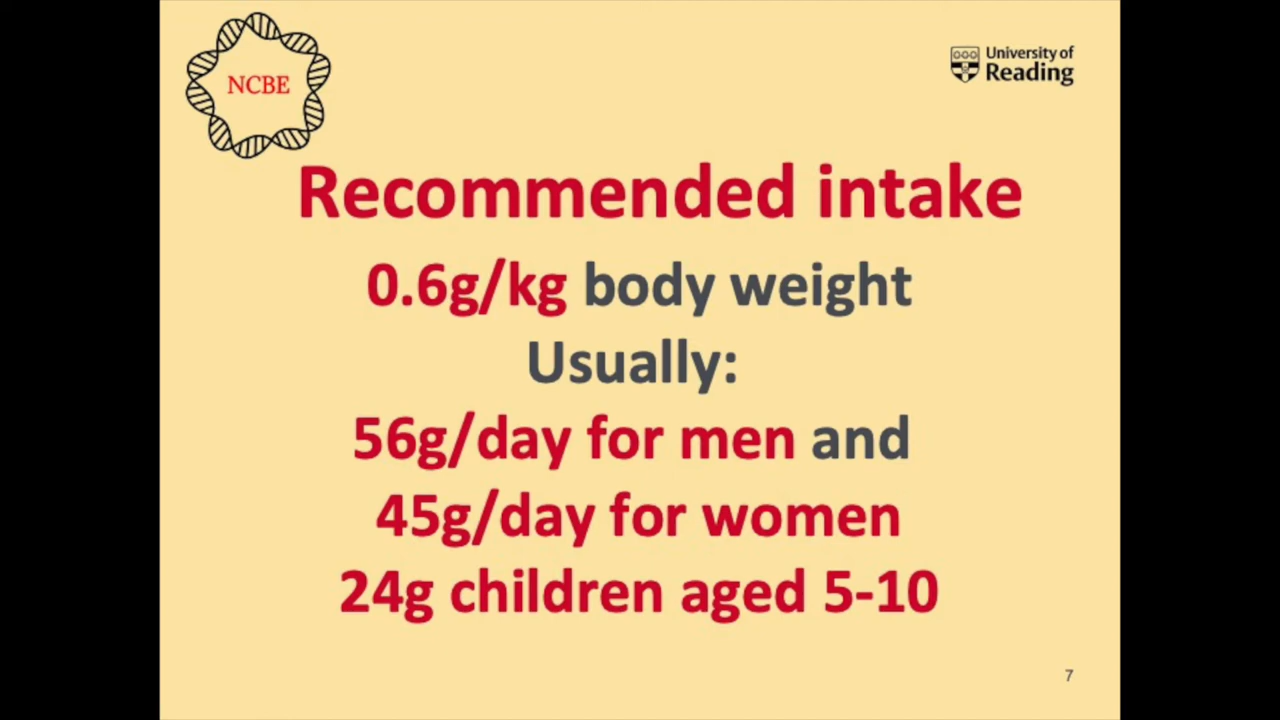 NCBE
University of
Reading
Recommended intake
0.6g/kg body weight
Usually:
56g/day for men and
45g/day for women
24g children aged 5-10
7